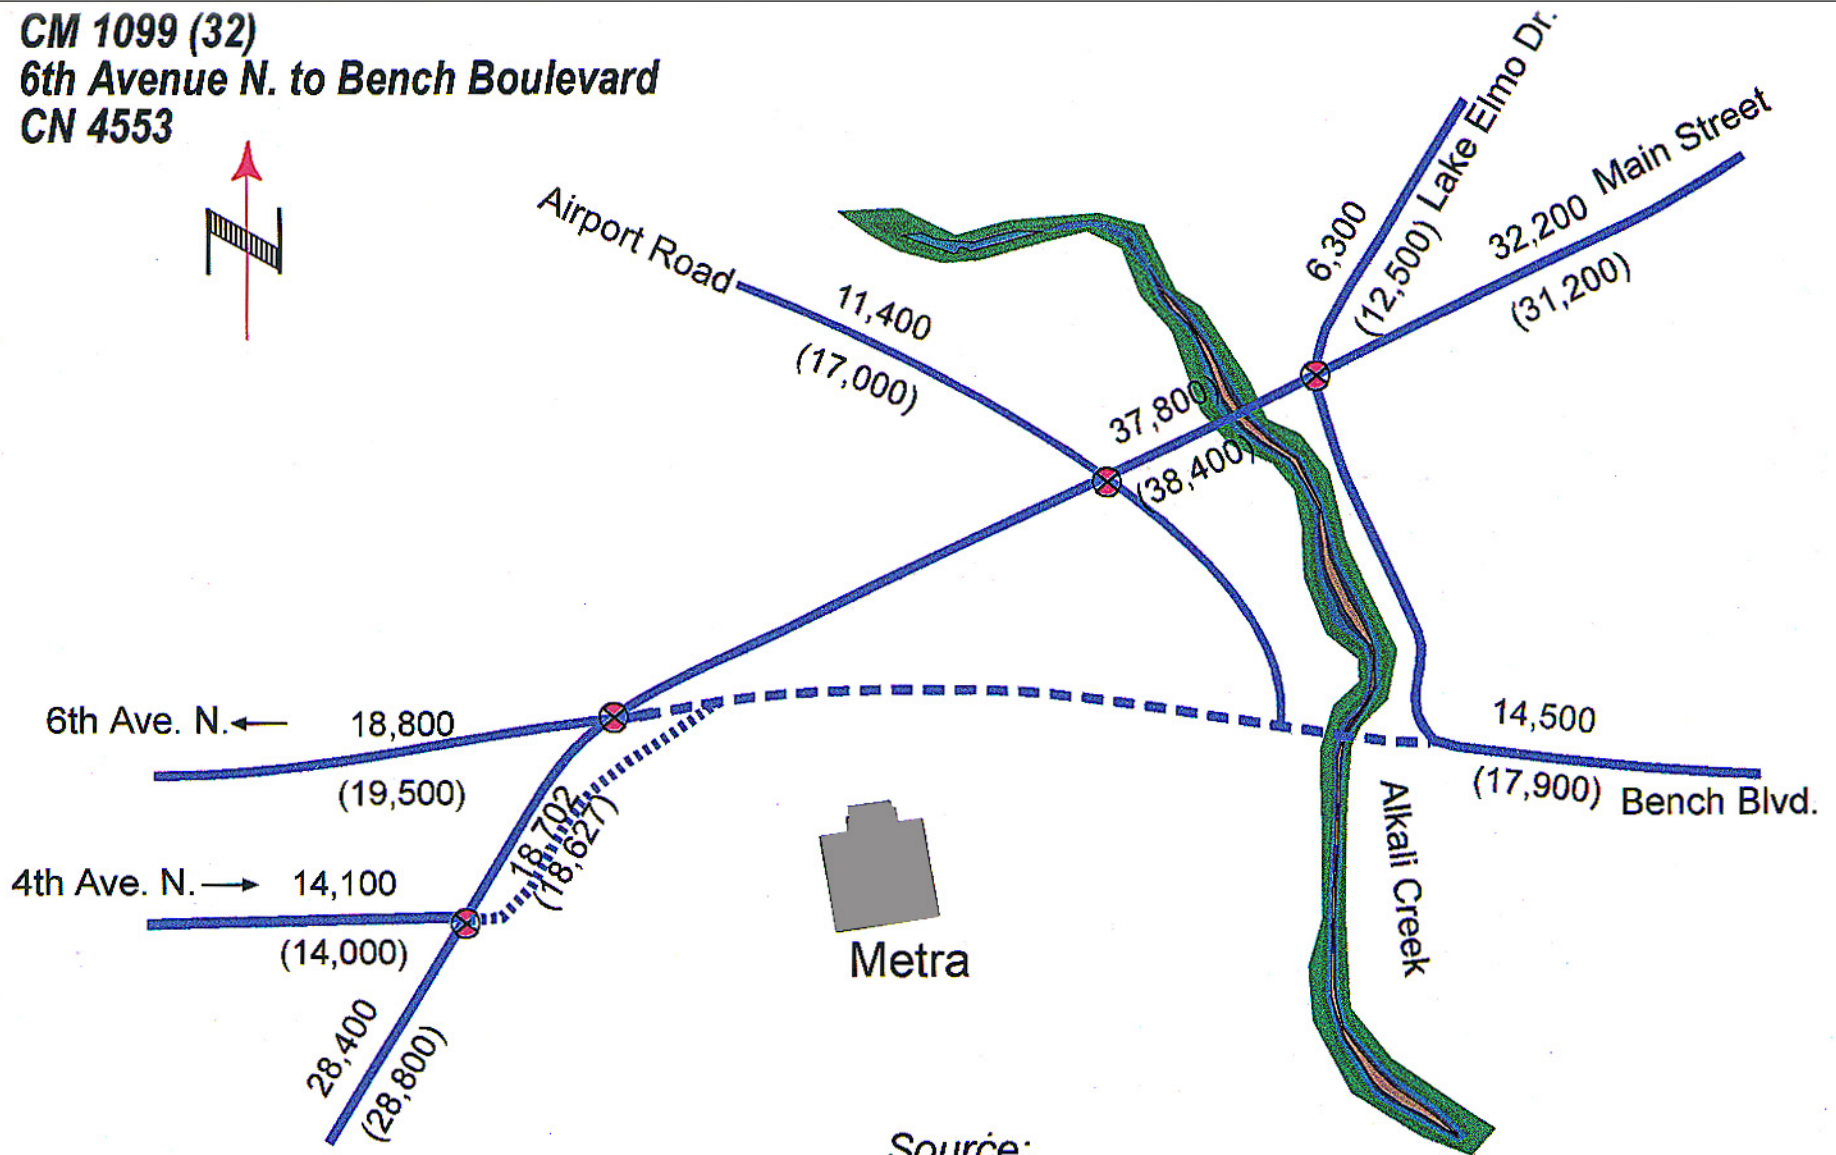 CM 1099 (32)
6th Avenue N. to Bench Boulevard
CN 4553
Lake Elmo Dr.
6,300
(12,500)
Main Street
32,200
(31,200)
Airport Road
11,400
(17,000)
37,800
(38,400)
6th Ave. N.
18,800
(19,500)
18,702
(18,627)
14,500
(17,900)
Bench Blvd.
4th Ave. N.
14,100
(14,000)
Alkali Creek
Metra
28,400
(28,800)
Source: